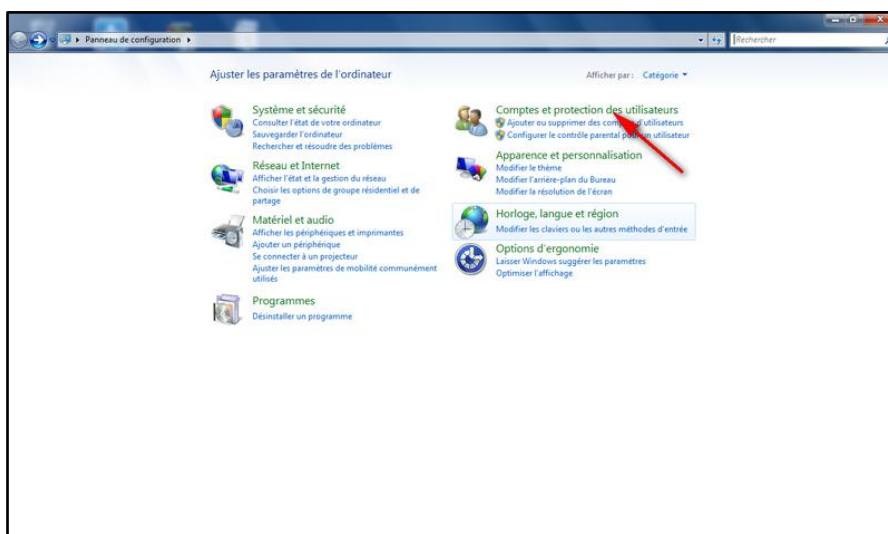 Panneau de configuration
Rechercher
Ajuster les paramètres de l'ordinateur
Afficher par : Catégorie
Système et sécurité
Consulter l'état de votre ordinateur
Sauvegarder l'ordinateur
Rechercher et résoudre des problèmes
Réseau et Internet
Afficher l'état et la gestion du réseau
Choisir les options de groupe résidentiel et de
partage
Matériel et audio
Afficher les périphériques et imprimantes
Ajouter un périphérique
Se connecter à un projecteur
Ajuster les paramètres de mobilité communément
utilisés
Programmes
Désinstaller un programme
Comptes et protection des utilisateurs
Ajouter ou supprimer des comptes d'utilisateurs
Configurer le contrôle parental pour un utilisateur
Apparence et personnalisation
Modifier le thème
Modifier l'arrière-plan du Bureau
Modifier la résolution de l'écran
Horloge, langue et région
Modifier les claviers ou les autres méthodes d'entrée
Options d'ergonomie
Laisser Windows suggérer les paramètres
Optimiser l'affichage